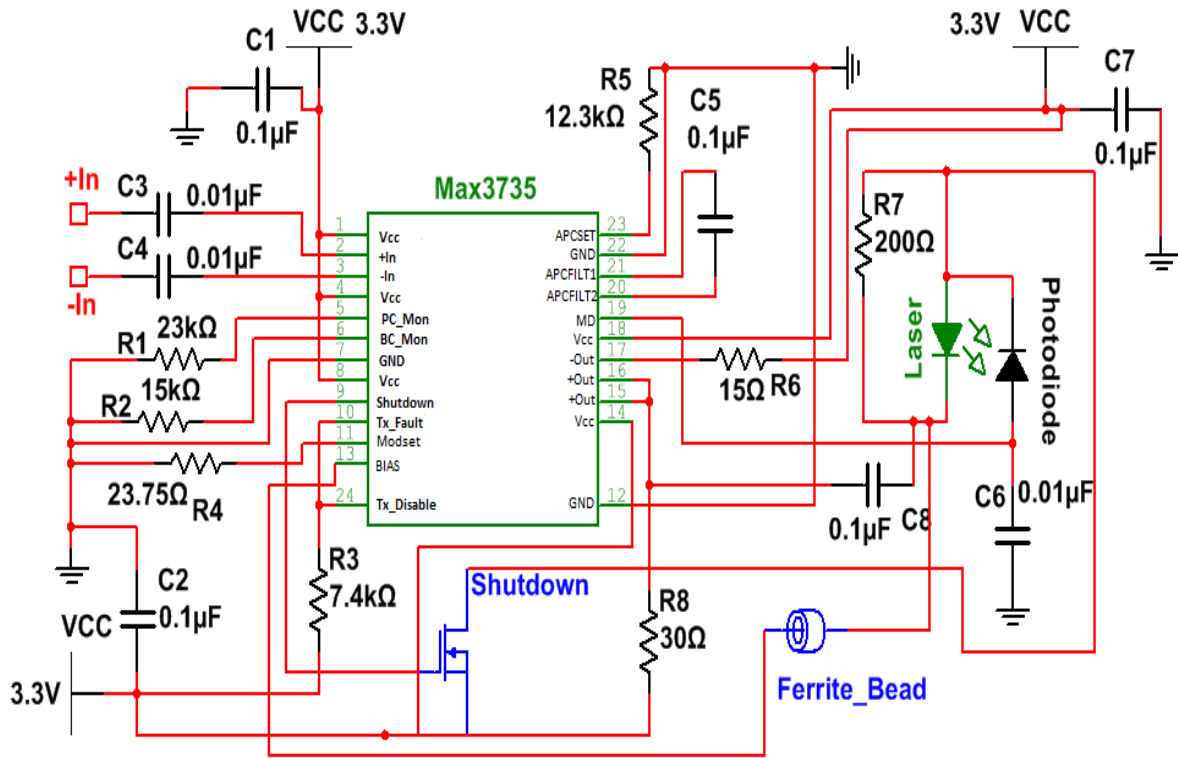 VCC 3.3V
C1
0.1µF
3.3V VCC
C7
0.1µF
R5
12.3kΩ
C5
0.1µF
+In
C3 0.01µF
C4 0.01µF
-In
Max3735
1 Vcc
2 +In
3 -In
4 Vcc
5 PC_Mon
6 BC_Mon
7 GND
8 Vcc
9 Shutdown
10 Tx_Fault
11 Modset
13 BIAS
24 Tx_Disable
APCSET 23
GND 22
APCFILT1 21
APCFILT2 20
MD 19
Vcc 18
-Out 17
+Out 16
+Out 15
Vcc 14
GND 12
R1 23kΩ
15kΩ
R2
23.75Ω R4
R7
200Ω
Laser
Photodiode
15Ω R6
0.1µF C8
C6 0.01µF
C2
0.1µF
VCC
3.3V
R3
7.4kΩ
Shutdown
R8
30Ω
Ferrite_Bead